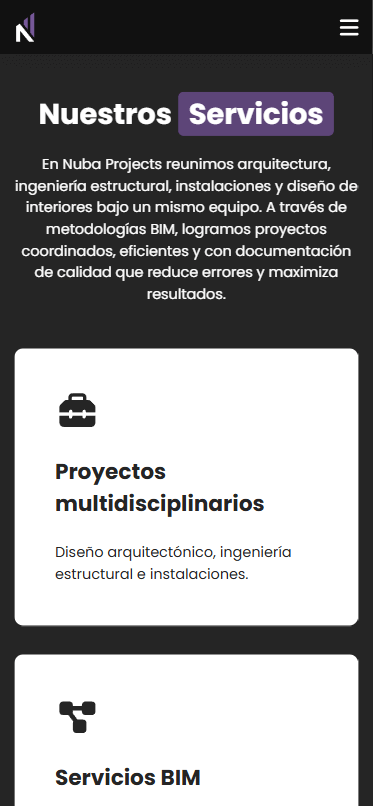 Nuestros Servicios
En Nuba Projects reunimos arquitectura,
ingeniería estructural, instalaciones y diseño de
interiores bajo un mismo equipo. A través de
metodologías BIM, logramos proyectos
coordinados, eficientes y con documentación
de calidad que reduce errores y maximiza
resultados.
Proyectos
multidisciplinarios
Diseño arquitectónico, ingeniería
estructural e instalaciones.
Servicios BIM